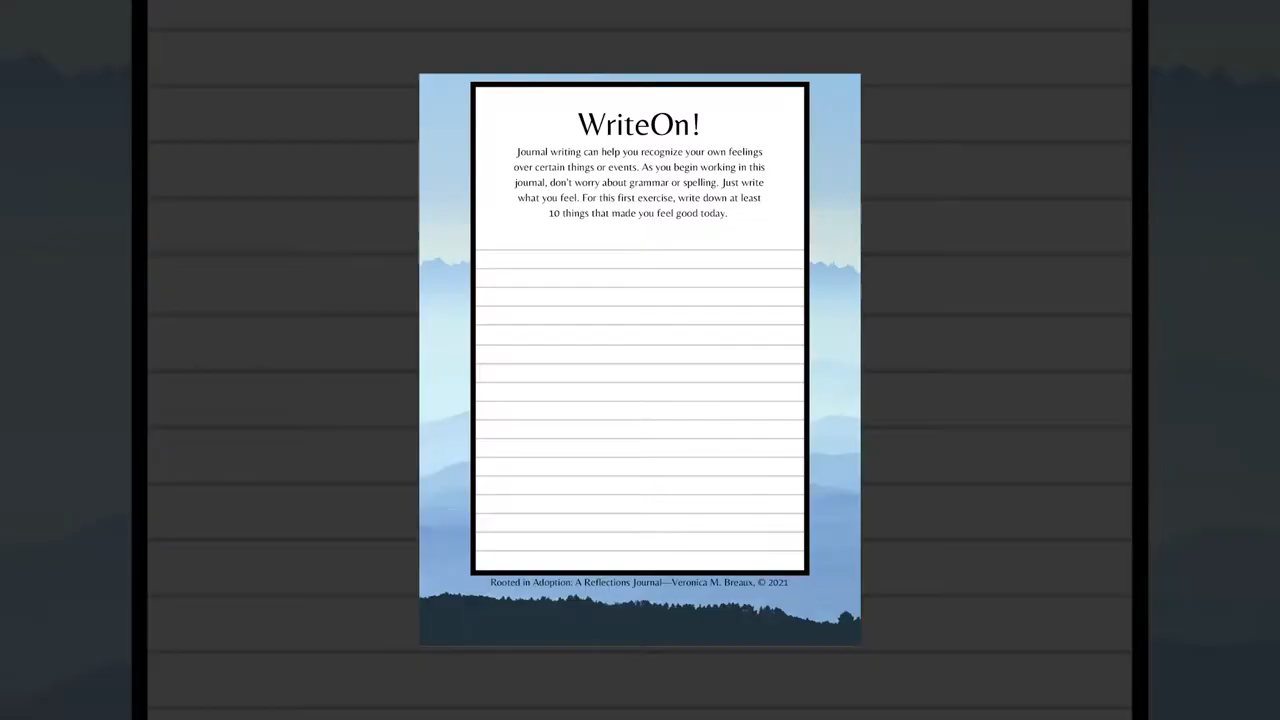 WriteOn!
Journal writing can help you recognize your own feelings
over certain things or events. As you begin working in this
journal, don't worry about grammar or spelling. Just write
what you feel. For this first exercise, write down at least
10 things that made you feel good today.
Rooted in Adoption: A Reflections Journal—Veronica M. Breaux, © 2021